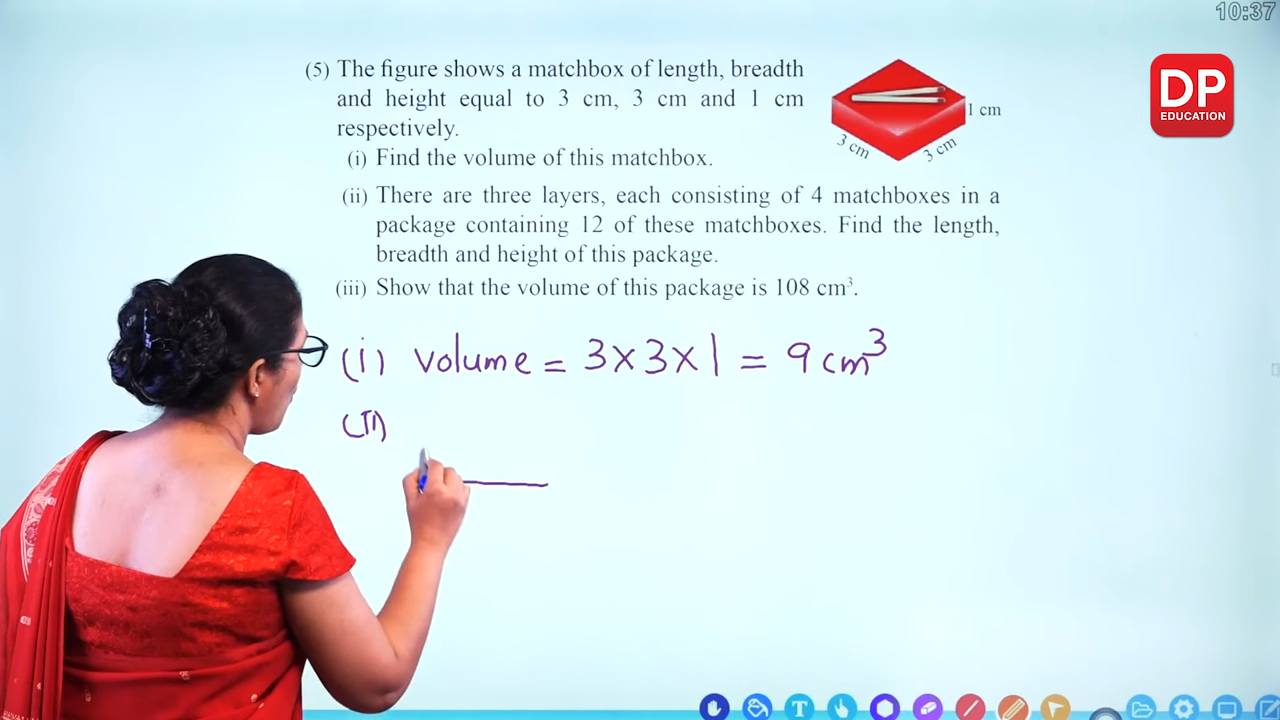 10:37
(5) The figure shows a matchbox of length, breadth
and height equal to 3 cm, 3 cm and 1 cm
respectively.
1 cm
3 cm
3 cm
DP
EDUCATION
(i) Find the volume of this matchbox.
(ii) There are three layers, each consisting of 4 matchboxes in a
package containing 12 of these matchboxes. Find the length,
breadth and height of this package.
(iii) Show that the volume of this package is 108 cm³.
(i) Volume = 3×3×1 = 9 cm³
(ii)
T